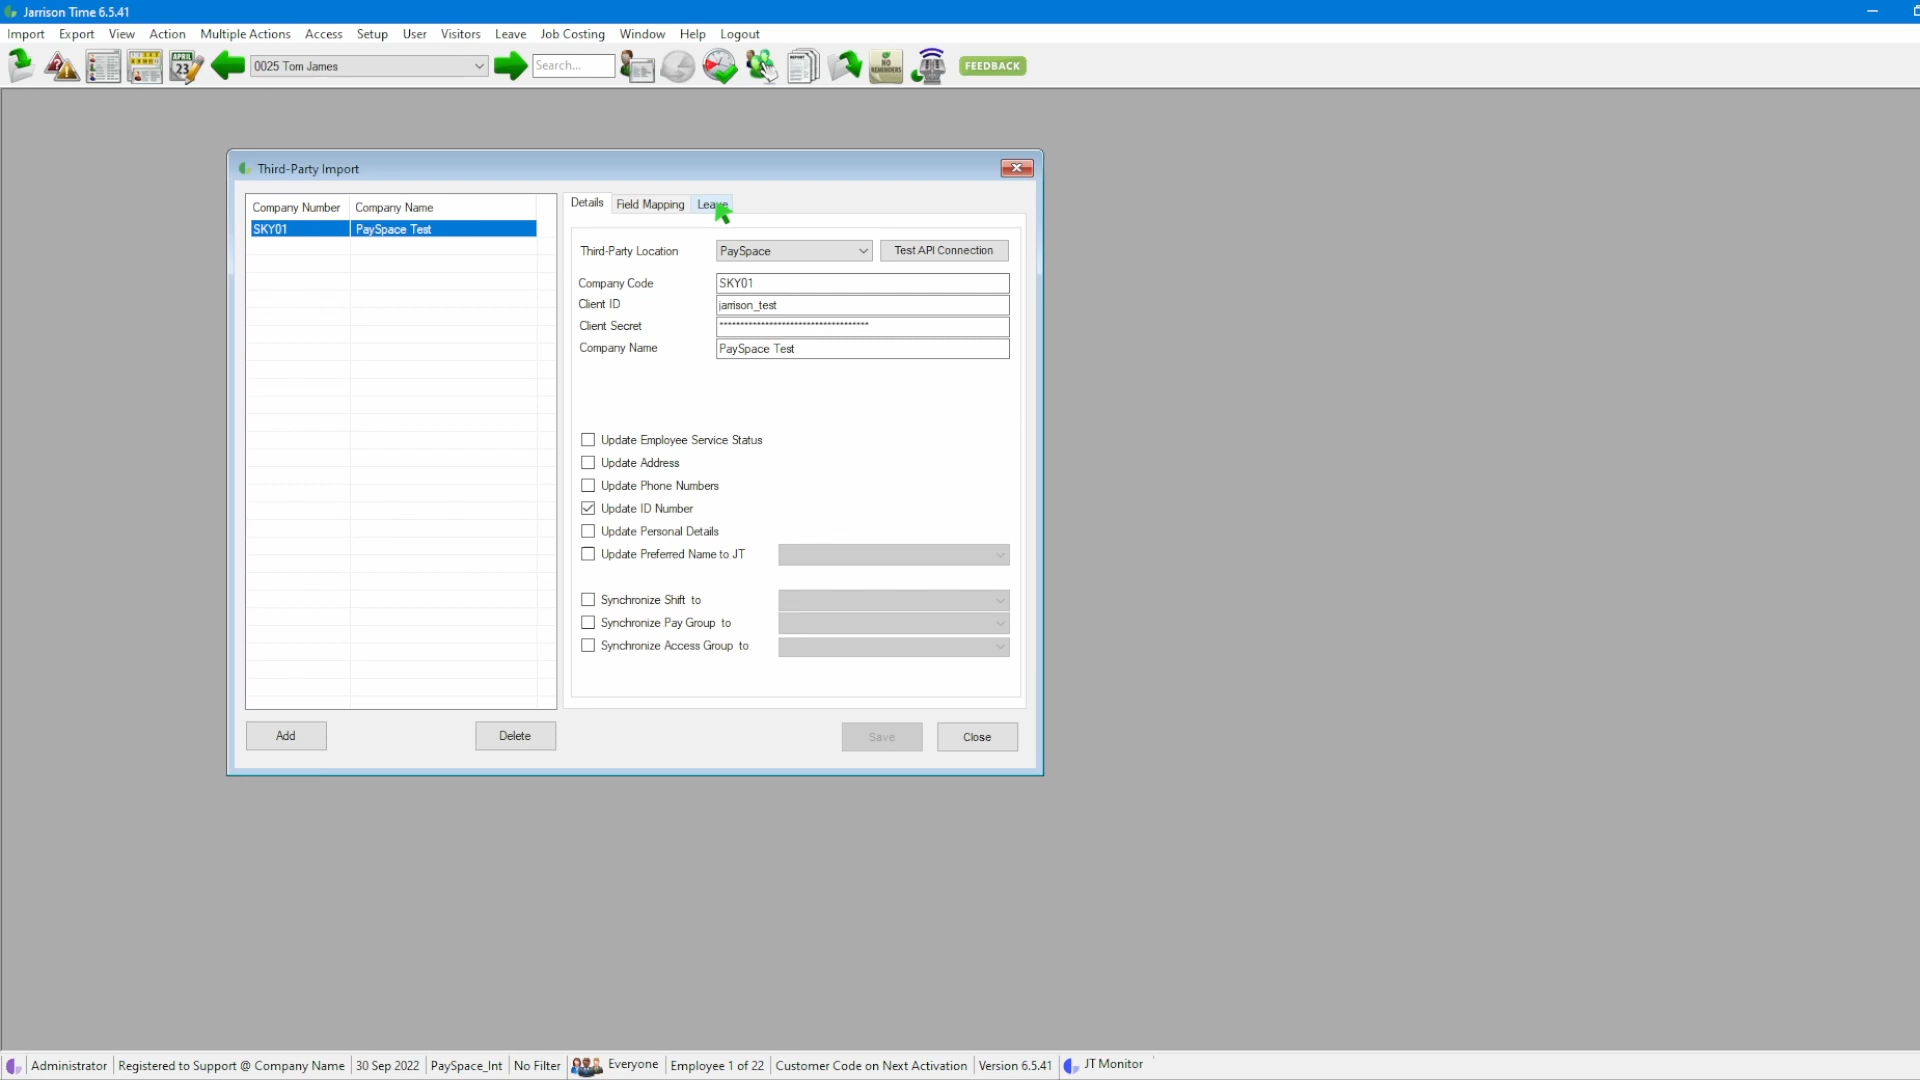 Jarrison Time 6.5.41
Import Export View Action Multiple Actions Access Setup User Visitors Leave Job Costing Window Help Logout
APRIL 23 0025 Tom James Search... REPORT NO REMINDERS FEEDBACK
Third-Party Import
Company Number Company Name
SKY01 PaySpace Test
Details Field Mapping Leave
Third-Party Location PaySpace Test API Connection
Company Code SKY01
Client ID jarrison_test
Client Secret ************************************
Company Name PaySpace Test
Update Employee Service Status
Update Address
Update Phone Numbers
Update ID Number
Update Personal Details
Update Preferred Name to JT
Synchronize Shift to
Synchronize Pay Group to
Synchronize Access Group to
Add Delete Save Close
Administrator Registered to Support @ Company Name 30 Sep 2022 PaySpace_Int No Filter Everyone Employee 1 of 22 Customer Code on Next Activation Version 6.5.41 JT Monitor